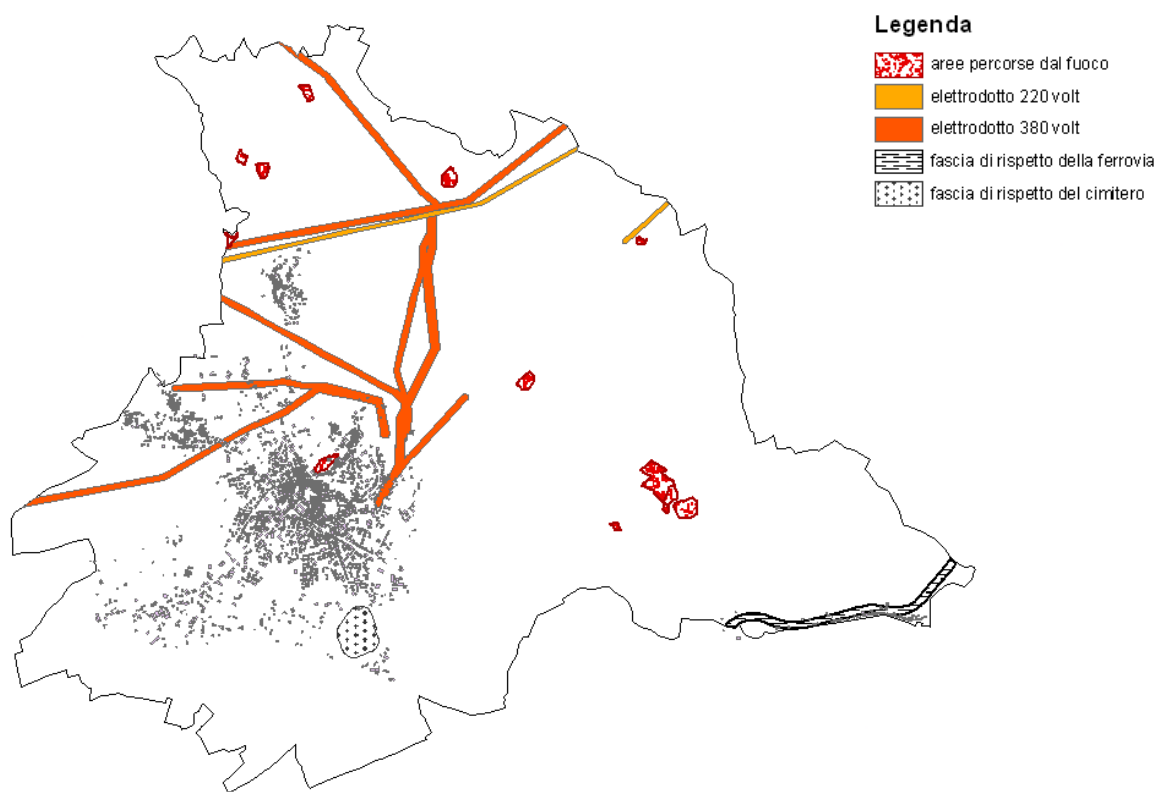 Legenda
aree percorse dal fuoco
elettrodotto 220 volt
elettrodotto 380 volt
fascia di rispetto della ferrovia
fascia di rispetto del cimitero